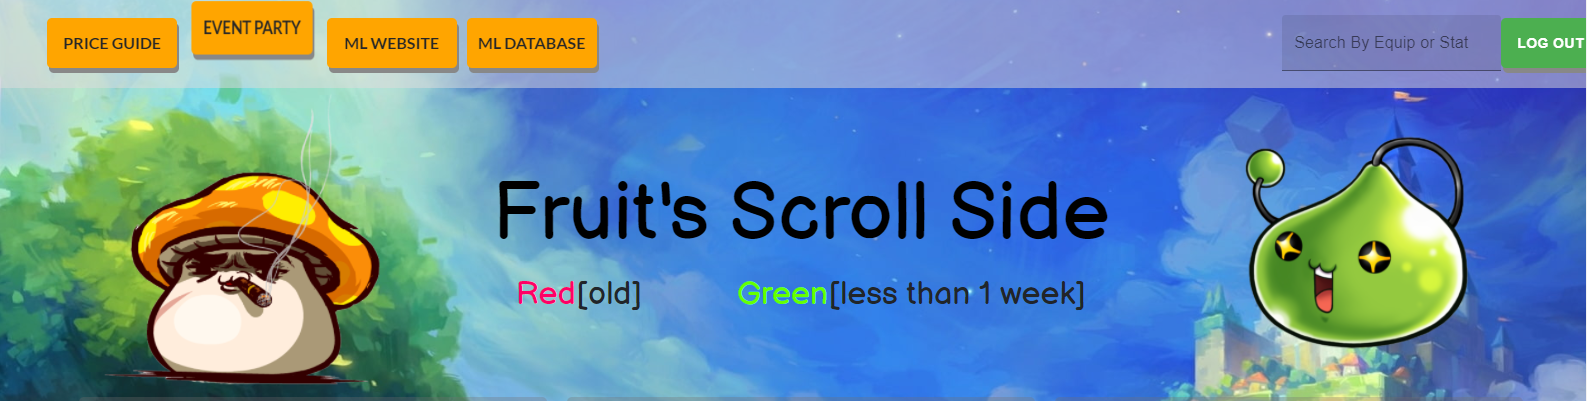 PRICE GUIDE
EVENT PARTY
ML WEBSITE
ML DATABASE
Search By Equip or Stat
LOG OUT
Fruit's Scroll Side
Red[old]
Green[less than 1 week]